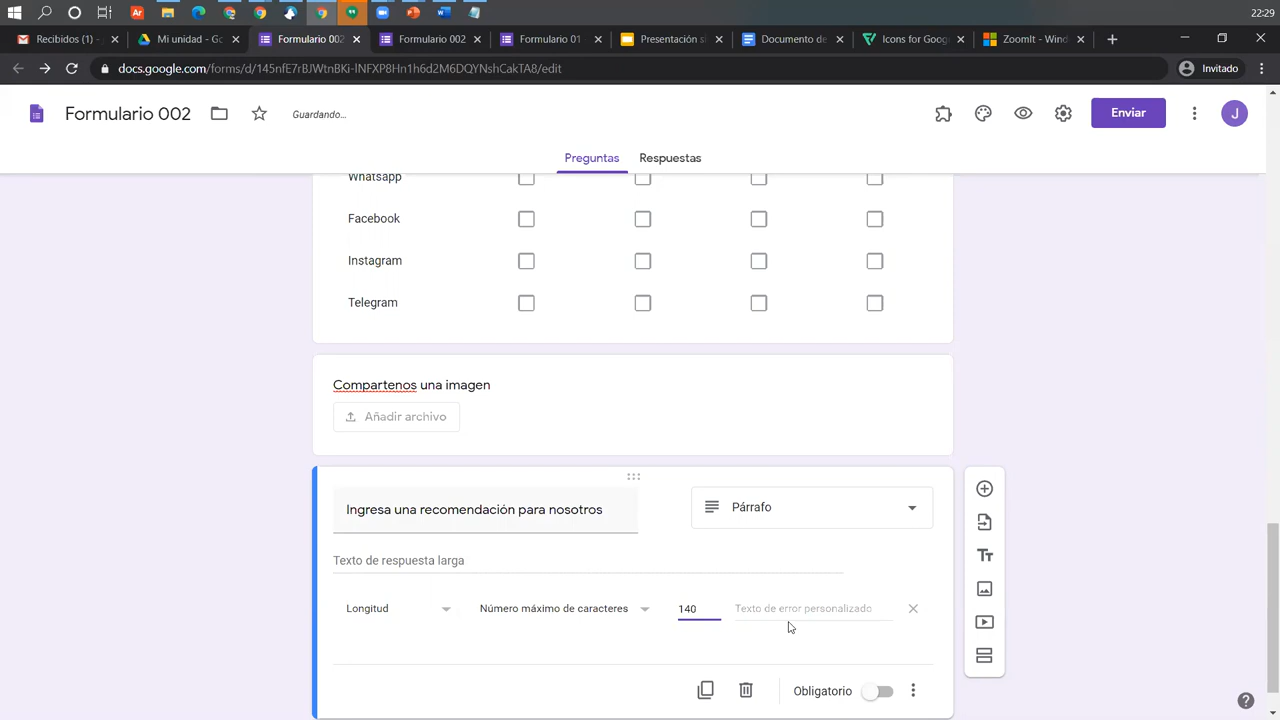 22:29
Recibidos (1) -
Mi unidad - Go
Formulario 002
Formulario 002
Formulario 01
Presentación si
Documento de
Icons for Goog
ZoomIt - Wind
docs.google.com/forms/d/145nfE7rBJWtnBKi-INFXP8Hn1h6d2M6DQYNshCakTA8/edit
Invitado
Formulario 002
Guardando...
Enviar
J
Preguntas
Respuestas
Whatsapp
Facebook
Instagram
Telegram
Compartenos una imagen
Añadir archivo
Ingresa una recomendación para nosotros
Párrafo
Texto de respuesta larga
Longitud
Número máximo de caracteres
140
Texto de error personalizado
Obligatorio